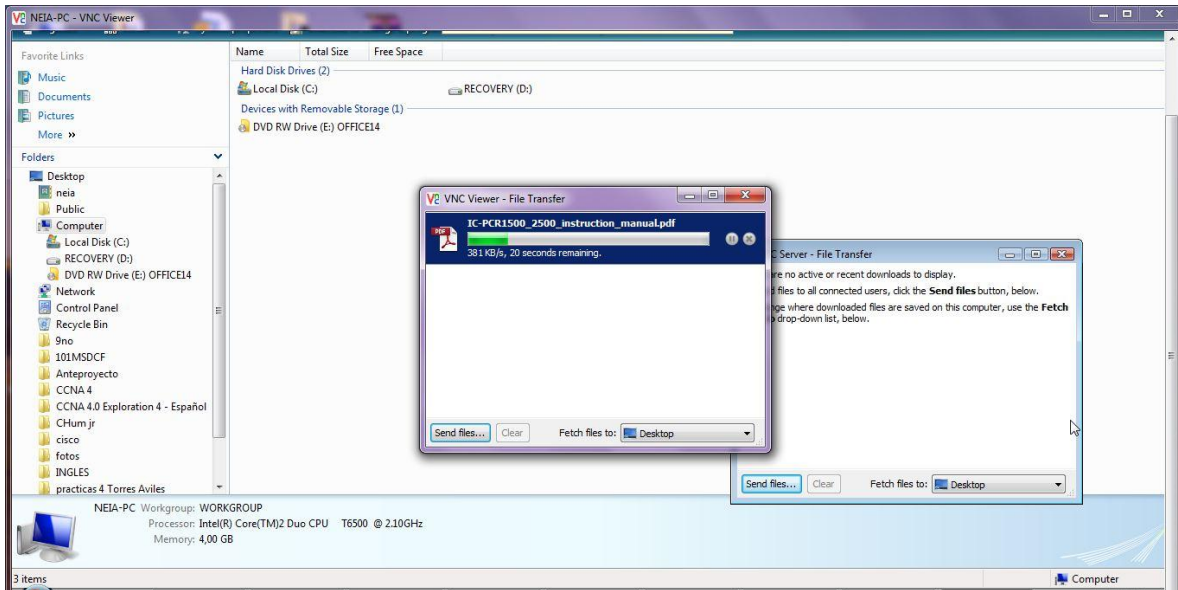 NEIA-PC - VNC Viewer
Favorite Links
Music
Documents
Pictures
More »
Folders
Desktop
neia
Public
Computer
Local Disk (C:)
RECOVERY (D:)
DVD RW Drive (E:) OFFICE14
Network
Control Panel
Recycle Bin
9no
101MSDCF
Anteproyecto
CCNA 4
CCNA 4.0 Exploration 4 - Español
CHum jr
cisco
fotos
INGLES
practicas 4 Torres Aviles
Name Total Size Free Space
Hard Disk Drives (2)
Local Disk (C:) RECOVERY (D:)
Devices with Removable Storage (1)
DVD RW Drive (E:) OFFICE14
VNC Viewer - File Transfer
IC-PCR1500_2500_instruction_manual.pdf
381 KB/s, 20 seconds remaining.
Send files... Clear Fetch files to: Desktop
C Server - File Transfer
re no active or recent downloads to display.
files to all connected users, click the Send files button, below.
nge where downloaded files are saved on this computer, use the Fetch
drop-down list, below.
Send files... Clear Fetch files to: Desktop
NEIA-PC Workgroup: WORKGROUP
Processor: Intel(R) Core(TM)2 Duo CPU T6500 @ 2.10GHz
Memory: 4,00 GB
3 items
Computer